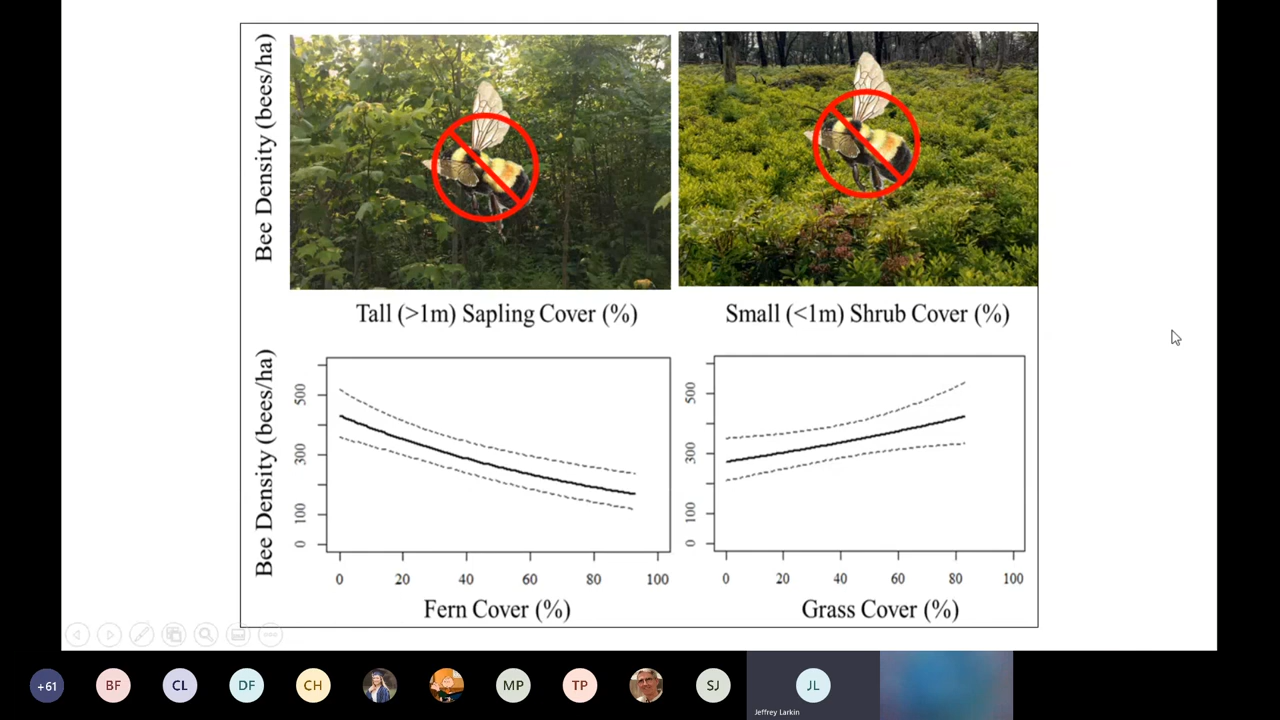 Bee Density (bees/ha)
Tall (>1m) Sapling Cover (%)
Small (<1m) Shrub Cover (%)
Bee Density (bees/ha)
500
300
100
0
0 20 40 60 80 100
Fern Cover (%)
500
300
100
0
0 20 40 60 80 100
Grass Cover (%)
+61
BF
CL
DF
CH
MP
TP
SJ
JL
Jeffrey Larkin